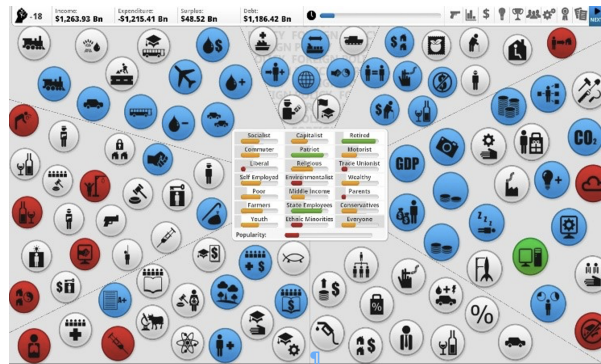 -18
Income: Expenditure: Surplus: Debt:
$1,263.93 Bn -$1,215.41 Bn $48.52 Bn $1,186.42 Bn
NEXT
Socialist Capitalist Retired
Commuter Patriot Motorist
Liberal Religious Trade Unionist
Self Employed Environmentalist Wealthy
Poor Middle Income Parents
Farmers State Employees Conservatives
Youth Ethnic Minorities Everyone
Popularity:
GDP
CO₂
%
%